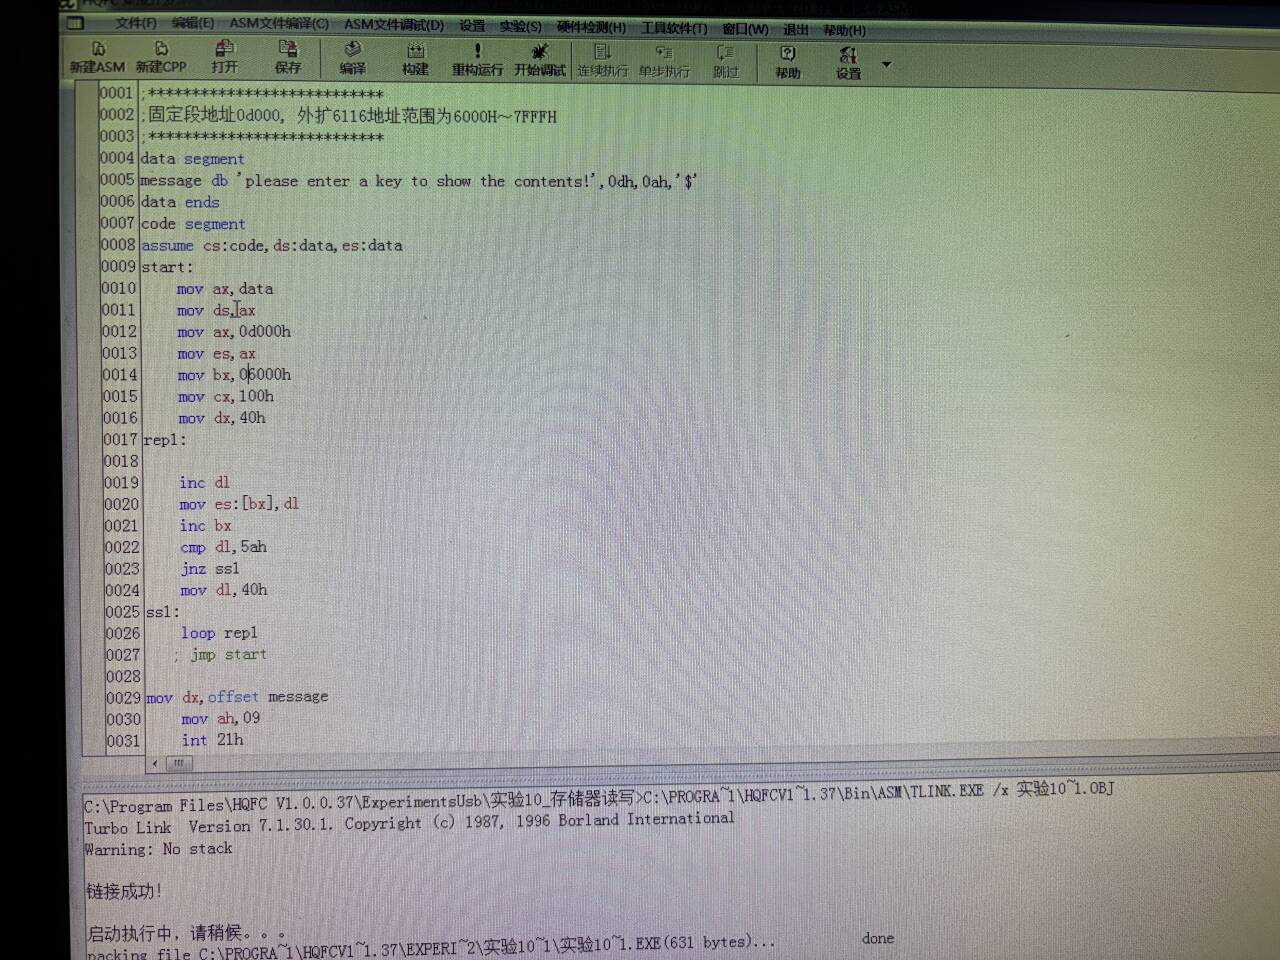 文件(F) 编辑(E) ASM文件编译(C) ASM文件调试(D) 设置 实验(S) 硬件检测(H) 工具软件(T) 窗口(W) 退出 帮助(H)
新建ASM 新建CPP 打开 保存 编译 构建 重构运行 开始调试 连续执行 单步执行 跳过 帮助 设置
0001 ;***************************
0002 ;固定段地址0d000, 外扩6116地址范围为6000H~7FFFH
0003 ;***************************
0004 data segment
0005 message db 'please enter a key to show the contents!',0dh,0ah,'$'
0006 data ends
0007 code segment
0008 assume cs:code,ds:data,es:data
0009 start:
0010 mov ax,data
0011 mov ds,ax
0012 mov ax,0d000h
0013 mov es,ax
0014 mov bx,06000h
0015 mov cx,100h
0016 mov dx,40h
0017 rep1:
0018
0019 inc dl
0020 mov es:[bx],dl
0021 inc bx
0022 cmp dl,5ah
0023 jnz ss1
0024 mov dl,40h
0025 ss1:
0026 loop rep1
0027 ; jmp start
0028
0029 mov dx,offset message
0030 mov ah,09
0031 int 21h
C:\Program Files\HQFC V1.0.0.37\ExperimentsUsb\实验10_存储器读写>C:\PROGRA~1\HQFCV1~1.37\Bin\ASM\TLINK.EXE /x 实验10~1.OBJ
Turbo Link Version 7.1.30.1. Copyright (c) 1987, 1996 Borland International
Warning: No stack
链接成功!
启动执行中，请稍候。。。
packing file C:\PROGRA~1\HQFCV1~1.37\EXPERI~2\实验10~1\实验10~1.EXE(631 bytes)... done